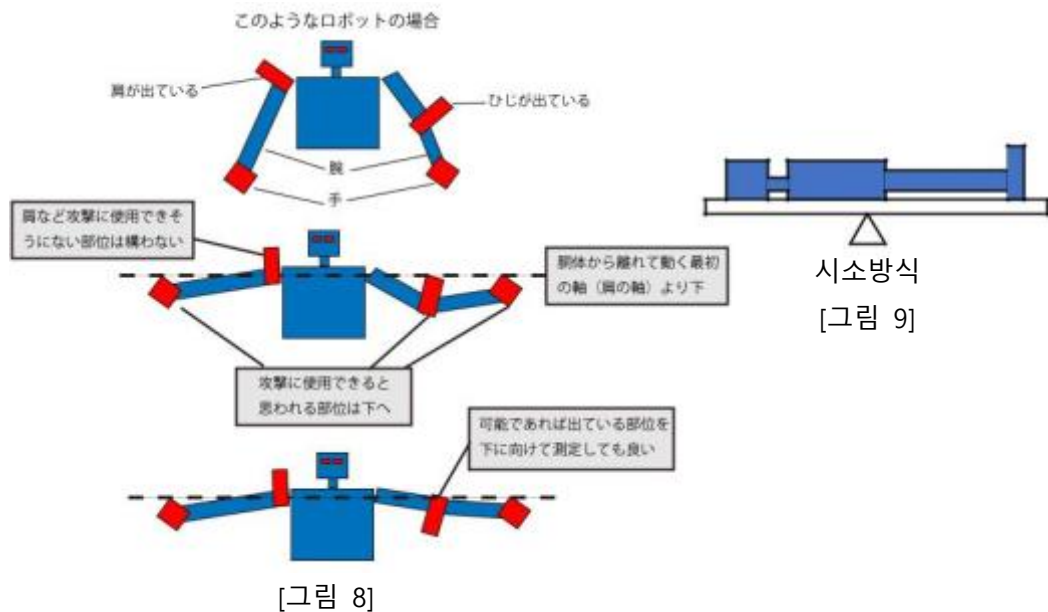 このようなロボットの場合
肩が出ている
ひじが出ている
腕
手
肩など攻撃に使用できそ
うにない部位は構わない
胴体から離れて動く最初
の軸（肩の軸）より下
攻撃に使用できると
思われる部位は下へ
可能であれば出ている部位を
下に向けて測定しても良い
[그림 8]
시소방식
[그림 9]